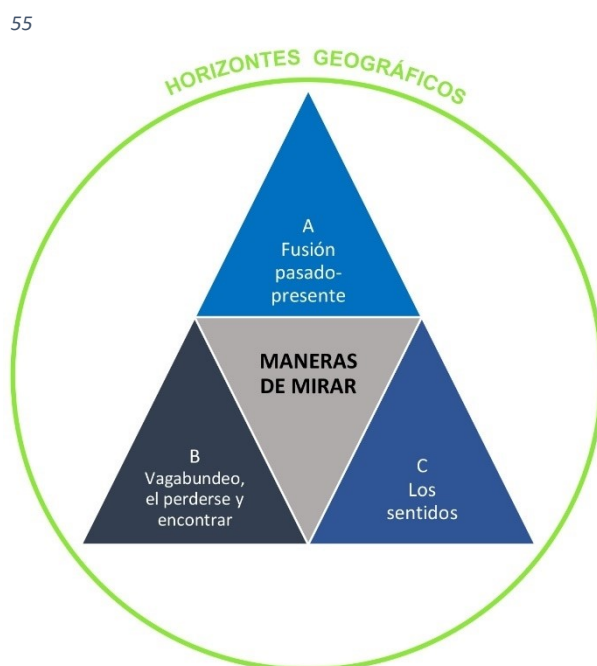 55
HORIZONTES GEOGRÁFICOS
A
Fusión
pasado-
presente
MANERAS
DE MIRAR
B
Vagabundeo,
el perderse y
encontrar
C
Los
sentidos